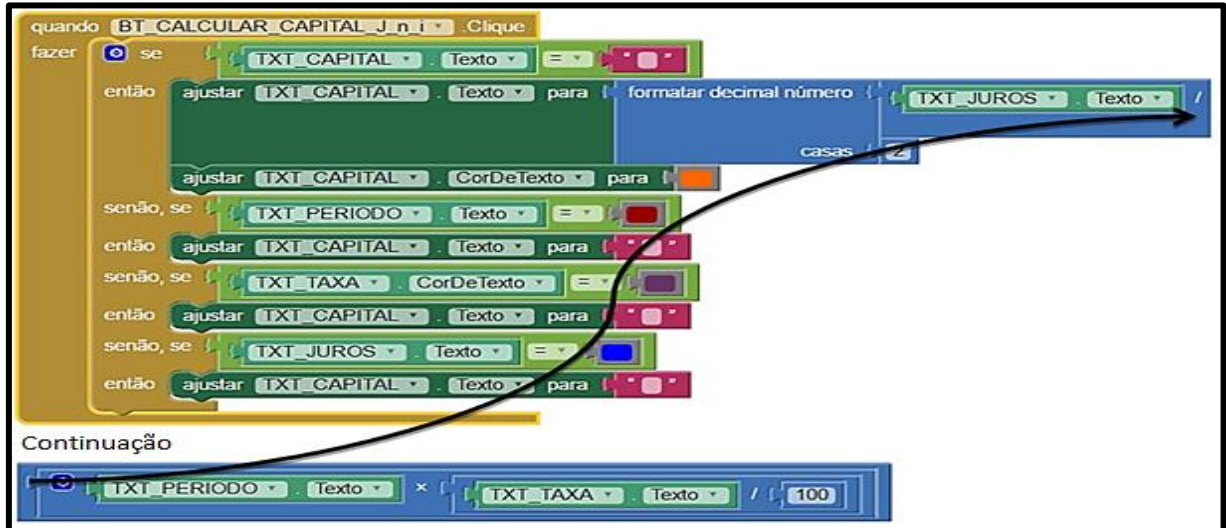 quando BT_CALCULAR_CAPITAL_J_n_i .Clique
fazer se TXT_CAPITAL . Texto = " "
então ajustar TXT_CAPITAL . Texto para formatar decimal número TXT_JUROS . Texto /
casas 2
ajustar TXT_CAPITAL . CorDeTexto para
senão, se TXT_PERIODO . Texto =
então ajustar TXT_CAPITAL . Texto para " "
senão, se TXT_TAXA . CorDeTexto =
então ajustar TXT_CAPITAL . Texto para " "
senão, se TXT_JUROS . Texto =
então ajustar TXT_CAPITAL . Texto para " "
Continuação
TXT_PERIODO . Texto × TXT_TAXA . Texto / 100